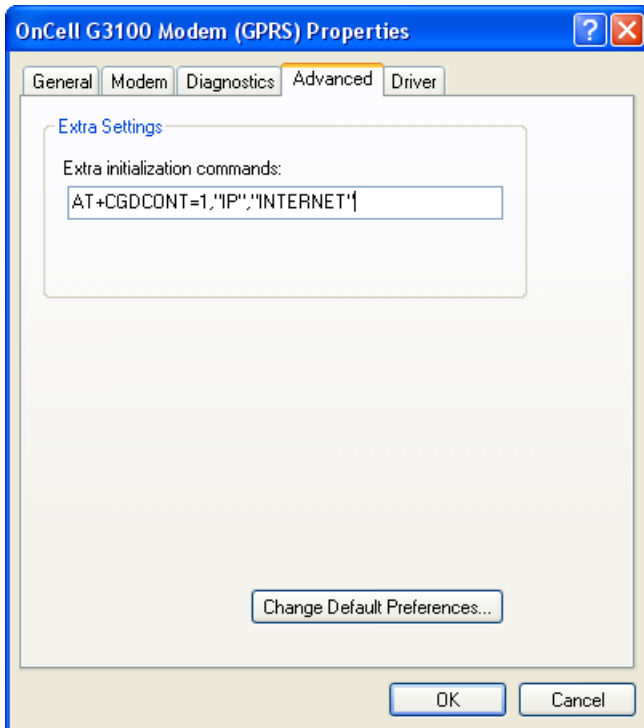 OnCell G3100 Modem (GPRS) Properties
General Modem Diagnostics Advanced Driver
Extra Settings
Extra initialization commands:
AT+CGDCONT=1,"IP","INTERNET"
Change Default Preferences...
OK Cancel